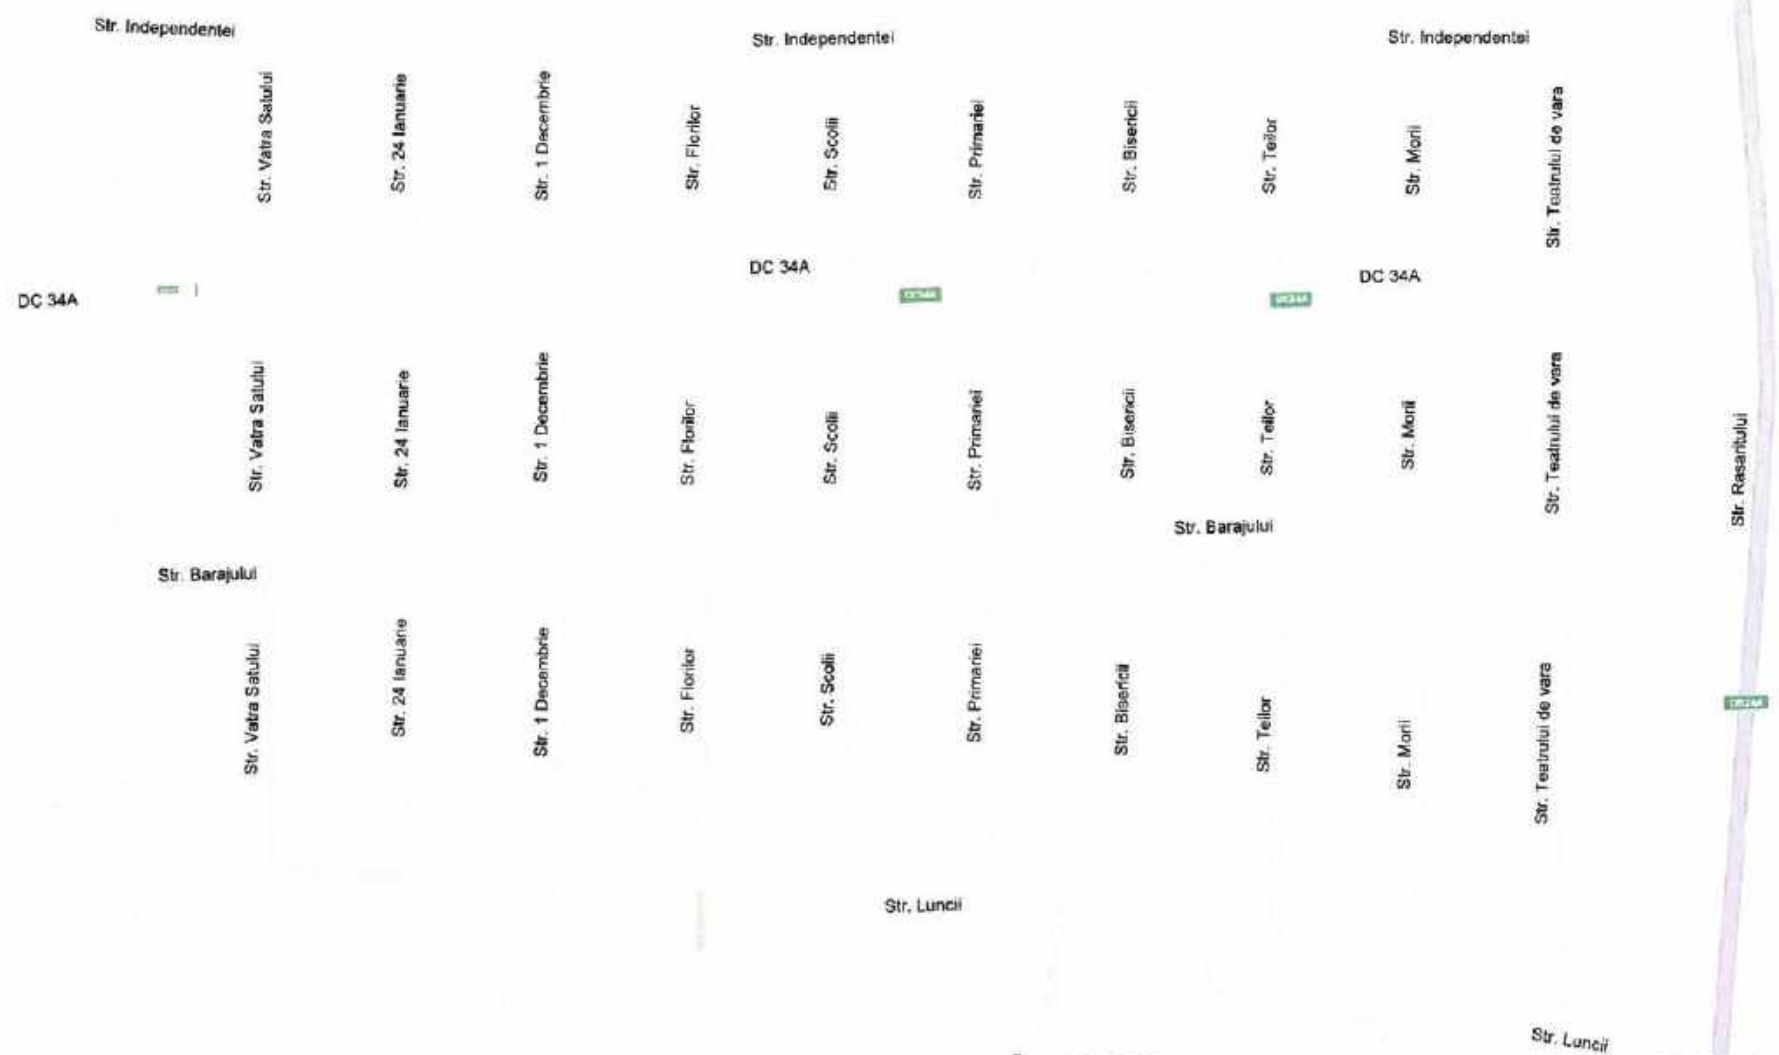 Str. Independentei
Str. Independentei
Str. Independentei
Str. Vatra Satului
Str. 24 Ianuarie
Str. 1 Decembrie
Str. Florilor
Str. Scolii
Str. Primariei
Str. Bisericii
Str. Teilor
Str. Morii
Str. Teatrului de vara
DC 34A
DC 34A
DC 34A
Str. Vatra Satului
Str. 24 Ianuarie
Str. 1 Decembrie
Str. Florilor
Str. Scolii
Str. Primariei
Str. Bisericii
Str. Teilor
Str. Morii
Str. Teatrului de vara
Str. Rasaritului
Str. Barajului
Str. Barajului
Str. Vatra Satului
Str. 24 Ianuarie
Str. 1 Decembrie
Str. Florilor
Str. Scolii
Str. Primariei
Str. Bisericii
Str. Teilor
Str. Morii
Str. Teatrului de vara
Str. Luncii
Str. Luncii